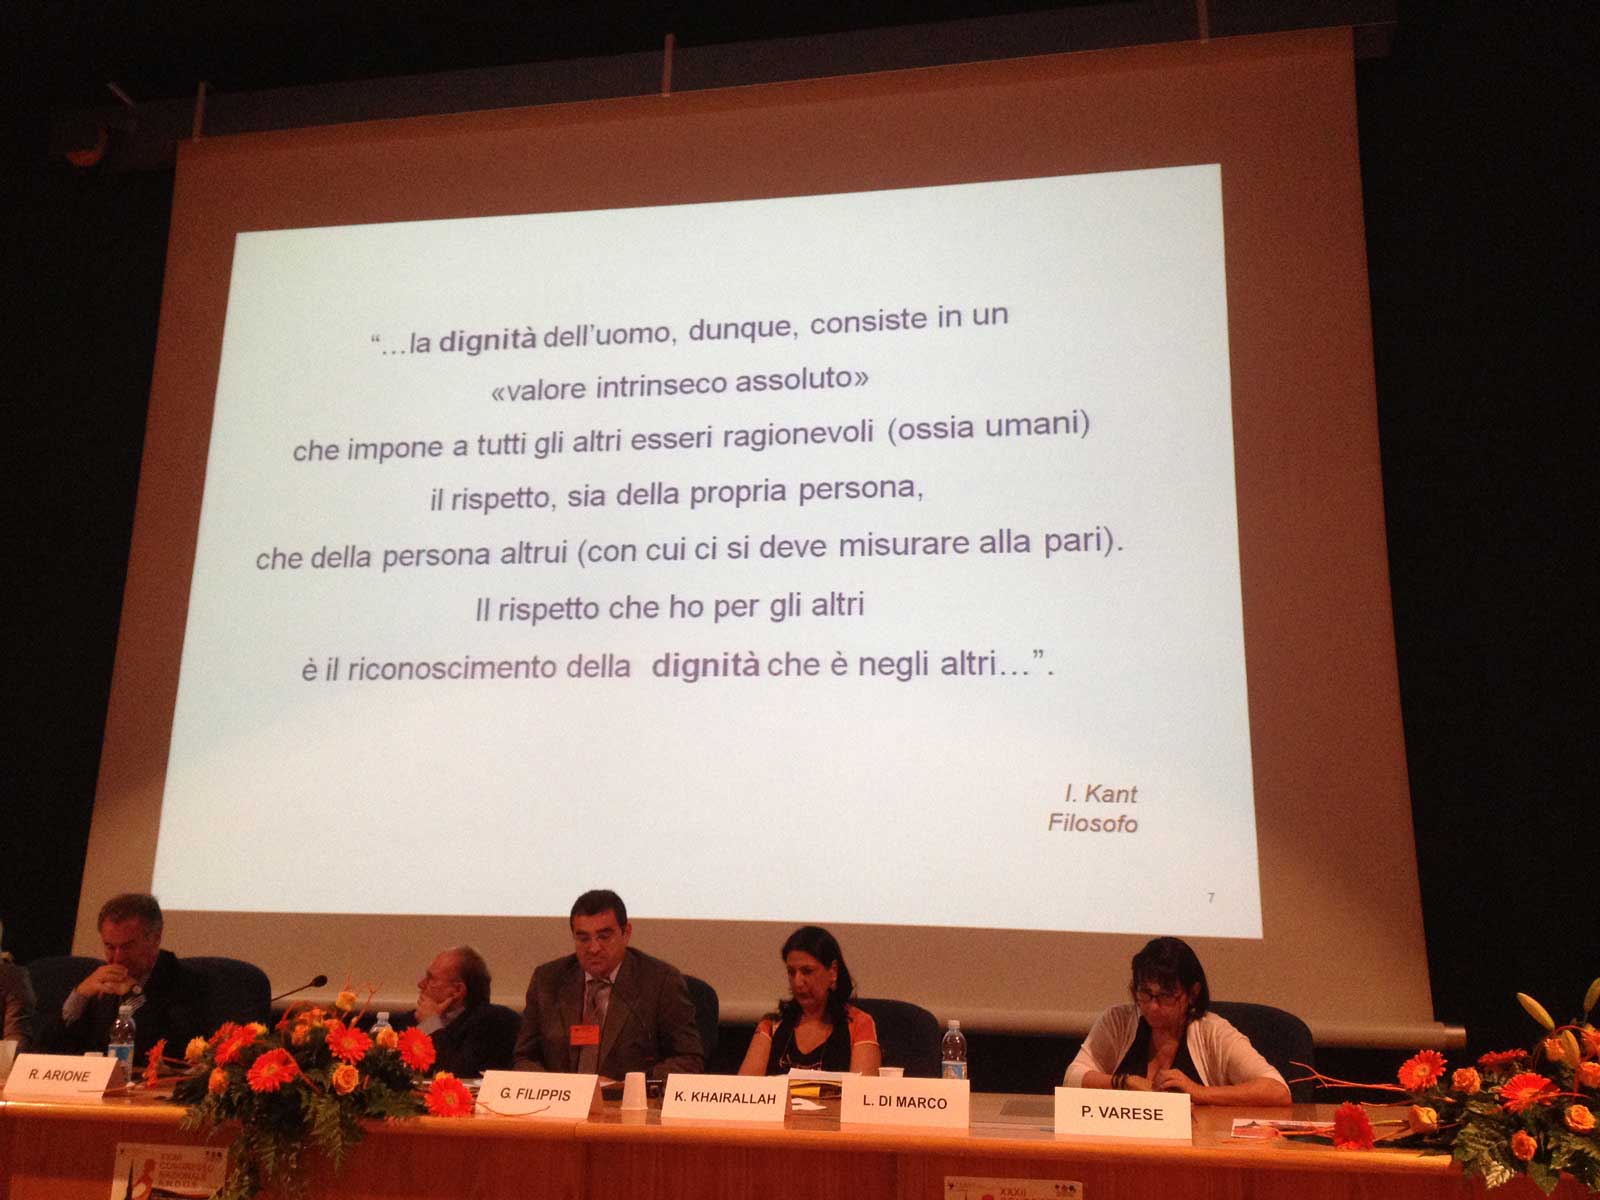 “…la dignità dell’uomo, dunque, consiste in un
«valore intrinseco assoluto»
che impone a tutti gli altri esseri ragionevoli (ossia umani)
il rispetto, sia della propria persona,
che della persona altrui (con cui ci si deve misurare alla pari).
Il rispetto che ho per gli altri
è il riconoscimento della dignità che è negli altri…”.
I. Kant
Filosofo
7
R. ARIONE
G. FILIPPIS
K. KHAIRALLAH
L. DI MARCO
P. VARESE
CONGRESSO
NAZIONALE
XXXII